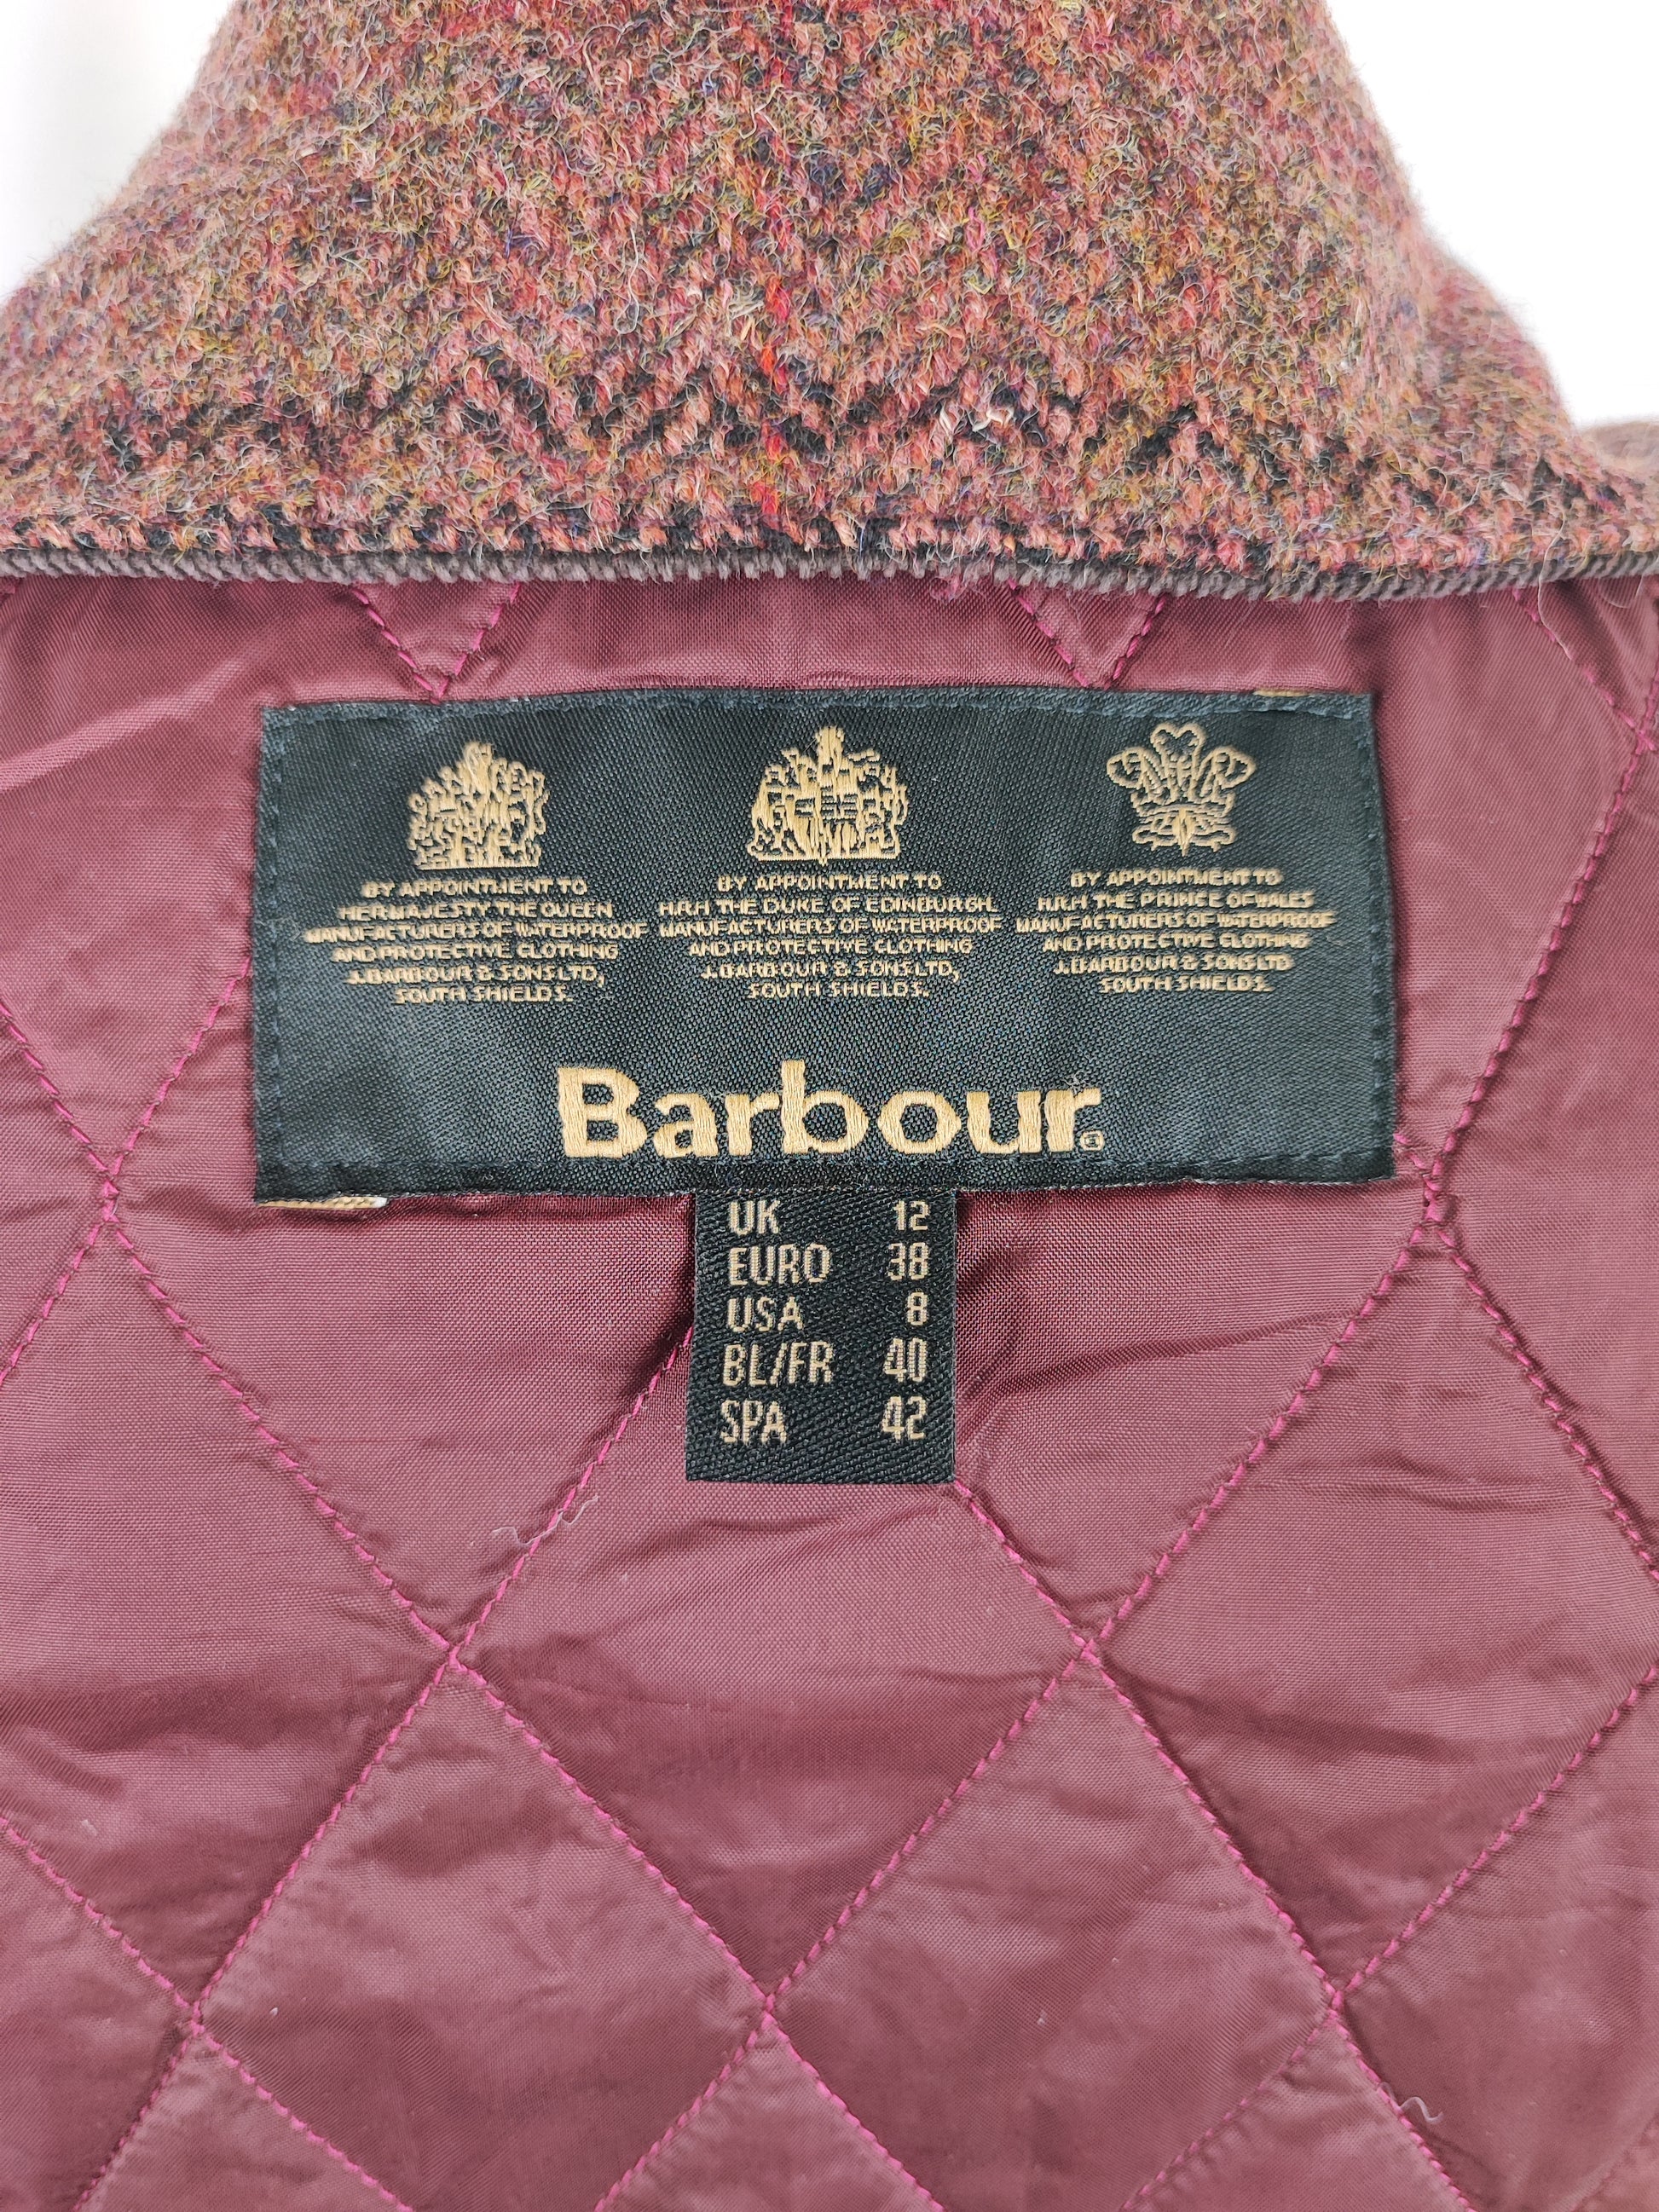 BY APPOINTMENT TO
HER MAJESTY THE QUEEN
MANUFACTURERS OF WATERPROOF
AND PROTECTIVE CLOTHING
J. BARBOUR & SONS LTD,
SOUTH SHIELDS.
BY APPOINTMENT TO
H.R.H THE DUKE OF EDINBURGH.
MANUFACTURERS OF WATERPROOF
AND PROTECTIVE CLOTHING
J. BARBOUR & SONS LTD,
SOUTH SHIELDS.
BY APPOINTMENT TO
H.R.H THE PRINCE OF WALES
MANUFACTURERS OF WATERPROOF
AND PROTECTIVE CLOTHING
J. BARBOUR & SONS LTD
SOUTH SHIELDS.
Barbour®
UK 12
EURO 38
USA 8
BL/FR 40
SPA 42